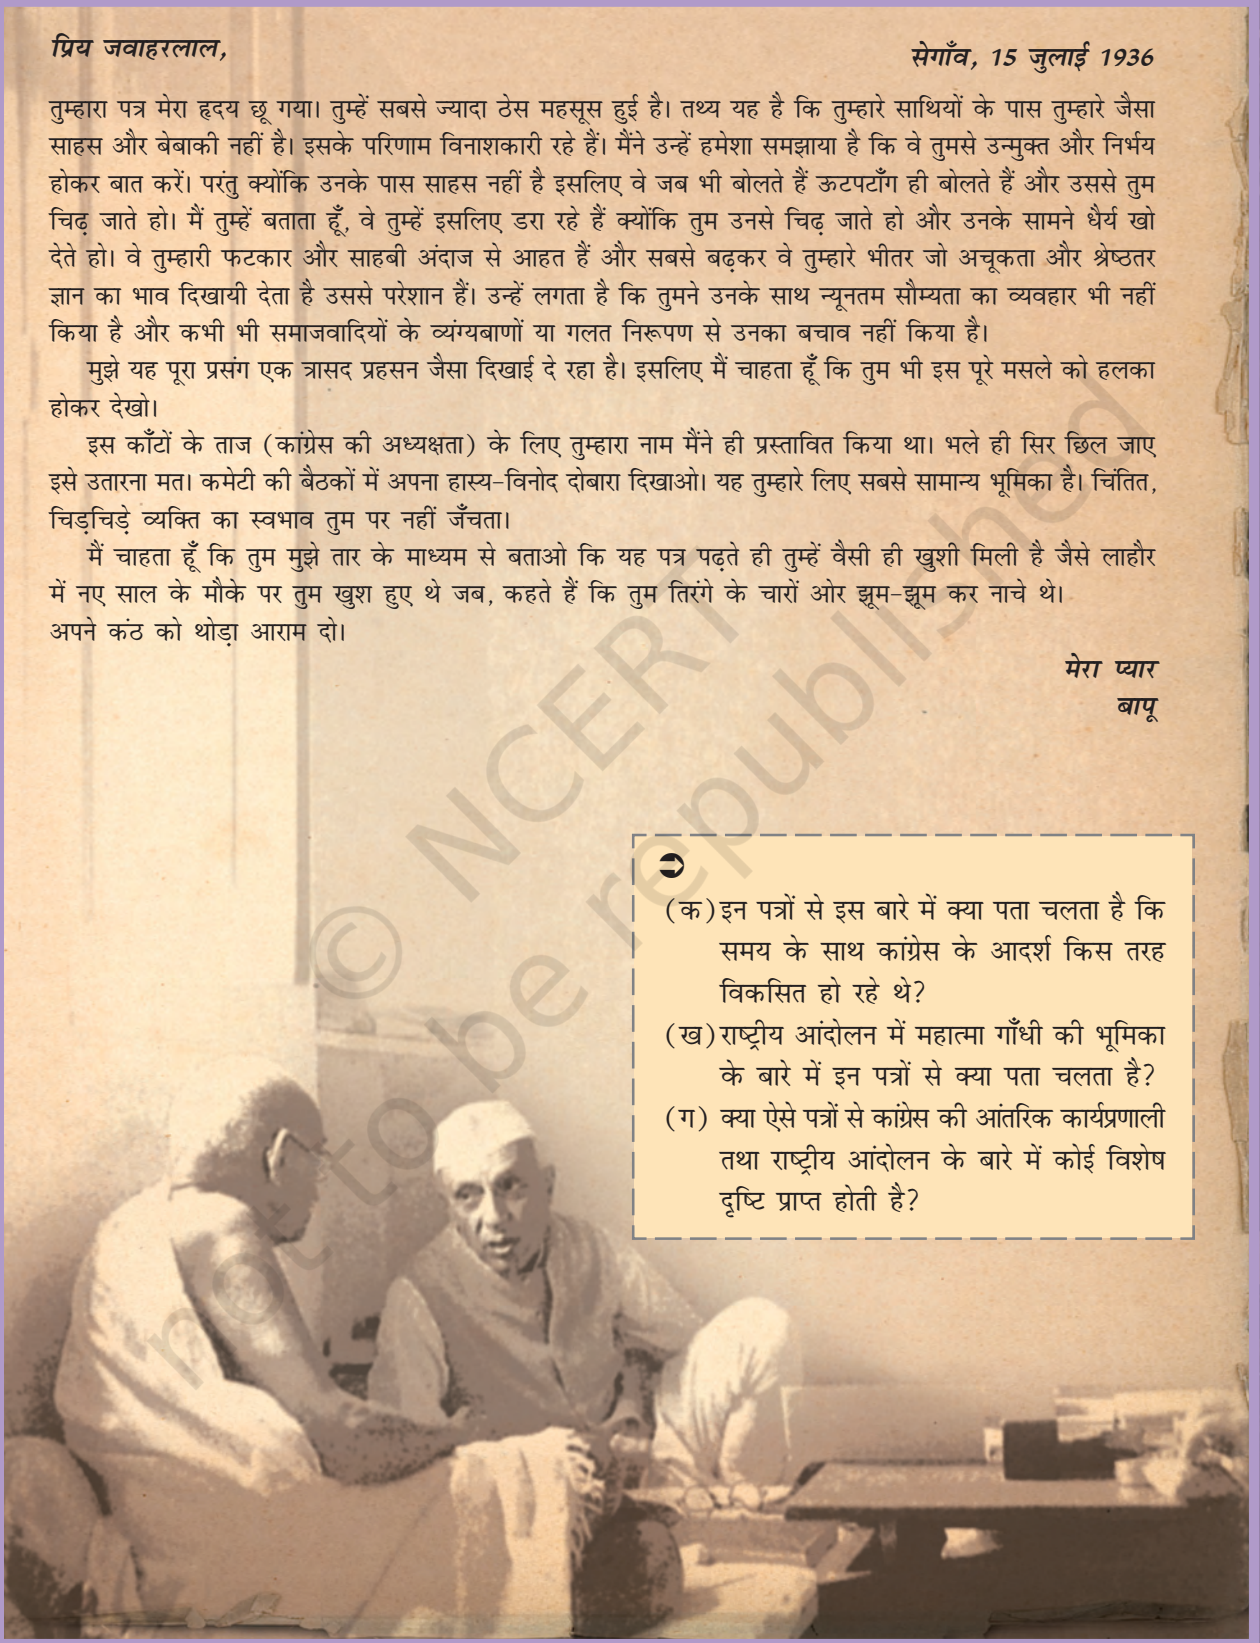 प्रिय जवाहरलाल,
सेगाँव, 15 जुलाई 1936
तुम्हारा पत्र मेरा हृदय छू गया। तुम्हें सबसे ज्यादा ठेस महसूस हुई है। तथ्य यह है कि तुम्हारे साथियों के पास तुम्हारे जैसा
साहस और बेबाकी नहीं है। इसके परिणाम विनाशकारी रहे हैं। मैंने उन्हें हमेशा समझाया है कि वे तुमसे उन्मुक्त और निर्भय
होकर बात करें। परंतु क्योंकि उनके पास साहस नहीं है इसलिए वे जब भी बोलते हैं ऊटपटाँग ही बोलते हैं और उससे तुम
चिढ़ जाते हो। मैं तुम्हें बताता हूँ, वे तुम्हें इसलिए डरा रहे हैं क्योंकि तुम उनसे चिढ़ जाते हो और उनके सामने धैर्य खो
देते हो। वे तुम्हारी फटकार और साहबी अंदाज से आहत हैं और सबसे बढ़कर वे तुम्हारे भीतर जो अचूकता और श्रेष्ठतर
ज्ञान का भाव दिखायी देता है उससे परेशान हैं। उन्हें लगता है कि तुमने उनके साथ न्यूनतम सौम्यता का व्यवहार भी नहीं
किया है और कभी भी समाजवादियों के व्यंग्यबाणों या गलत निरूपण से उनका बचाव नहीं किया है।
मुझे यह पूरा प्रसंग एक त्रासद प्रहसन जैसा दिखाई दे रहा है। इसलिए मैं चाहता हूँ कि तुम भी इस पूरे मसले को हलका
होकर देखो।
इस काँटों के ताज (कांग्रेस की अध्यक्षता) के लिए तुम्हारा नाम मैंने ही प्रस्तावित किया था। भले ही सिर छिल जाए
इसे उतारना मत। कमेटी की बैठकों में अपना हास्य-विनोद दोबारा दिखाओ। यह तुम्हारे लिए सबसे सामान्य भूमिका है। चिंतित,
चिड़चिड़े व्यक्ति का स्वभाव तुम पर नहीं जँचता।
मैं चाहता हूँ कि तुम मुझे तार के माध्यम से बताओ कि यह पत्र पढ़ते ही तुम्हें वैसी ही खुशी मिली है जैसे लाहौर
में नए साल के मौके पर तुम खुश हुए थे जब, कहते हैं कि तुम तिरंगे के चारों ओर झूम-झूम कर नाचे थे।
अपने कंठ को थोड़ा आराम दो।
मेरा प्यार
बापू
(क) इन पत्रों से इस बारे में क्या पता चलता है कि
समय के साथ कांग्रेस के आदर्श किस तरह
विकसित हो रहे थे?
(ख) राष्ट्रीय आंदोलन में महात्मा गाँधी की भूमिका
के बारे में इन पत्रों से क्या पता चलता है?
(ग) क्या ऐसे पत्रों से कांग्रेस की आंतरिक कार्यप्रणाली
तथा राष्ट्रीय आंदोलन के बारे में कोई विशेष
दृष्टि प्राप्त होती है?
© NCERT
not to be republished